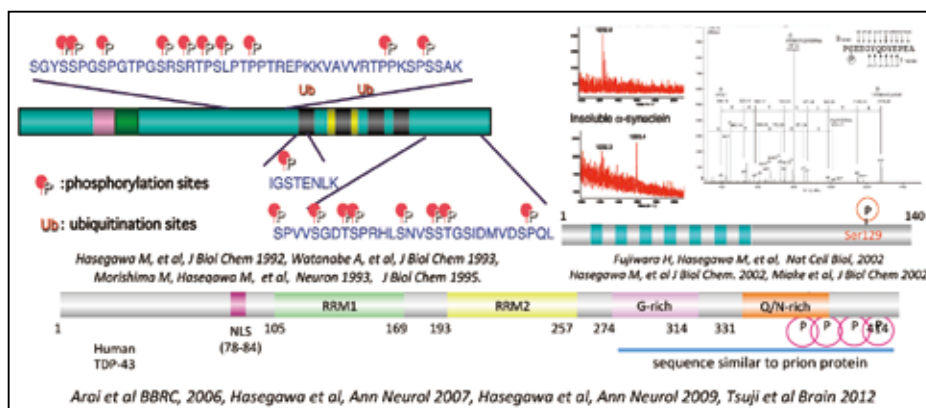 SGYSSPGSPGTPGSRSRTPSLPTPPTREPKKVAVVRTPPKSPSSAK
Ub Ub
P :phosphorylation sites
IGSTENLK
Ub: ubiquitination sites
SPVVSGDTSPRHLSNVSSTGSIDMVDSPQL
Hasegawa M, et al, J Biol Chem 1992, Watanabe A, et al, J Biol Chem 1993,
Morishima M, Hasegawa M, et al, Neuron 1993, J Biol Chem 1995.
Insoluble α-synuclein
1 140
P
Ser129
Fujiwara H, Hasegawa M, et al, Nat Cell Biol, 2002
Hasegawa M, et al J Biol Chem. 2002, Miake et al, J Biol Chem 2002
RRM1 RRM2 G-rich Q/N-rich
1 NLS 105 169 193 257 274 314 331 414
(78-84)
P P P P
Human
TDP-43
sequence similar to prion protein
Arai et al BBRC, 2006, Hasegawa et al, Ann Neurol 2007, Hasegawa et al, Ann Neurol 2009, Tsuji et al Brain 2012